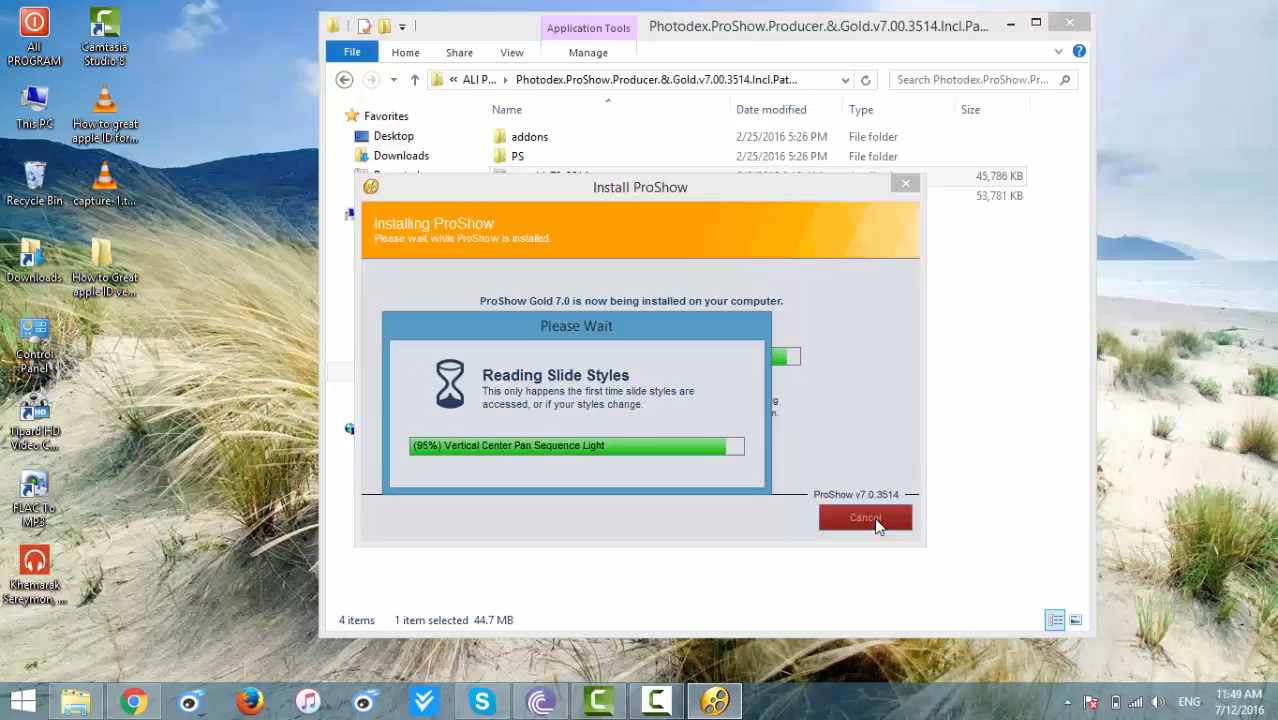 All
PROGRAM
Camtasia
Studio 8
This PC
How to great
apple ID for...
Recycle Bin
capture-1.t...
Downloads
How to Great
apple ID ve...
Control
Panel
Tipard HD
Video C...
FLAC To
MP3
Khemarak
Sereymon, ...
Application Tools
Photodex.ProShow.Producer.&.Gold.v7.00.3514.Incl.Pa...
File
Home
Share
View
Manage
« ALI P... › Photodex.ProShow.Producer.&.Gold.v7.00.3514.Incl.Pat...
Search Photodex.ProShow.Pr...
Favorites
Desktop
Downloads
Name
Date modified
Type
Size
addons
2/25/2016 5:26 PM
File folder
PS
2/25/2016 5:26 PM
File folder
45,786 KB
53,781 KB
Install ProShow
Installing ProShow
Please wait while ProShow is installed.
ProShow Gold 7.0 is now being installed on your computer.
Please Wait
Reading Slide Styles
This only happens the first time slide styles are
accessed, or if your styles change.
(95%) Vertical Center Pan Sequence Light
ProShow v7.0.3514
Cancel
4 items
1 item selected 44.7 MB
ENG
11:49 AM
7/12/2016